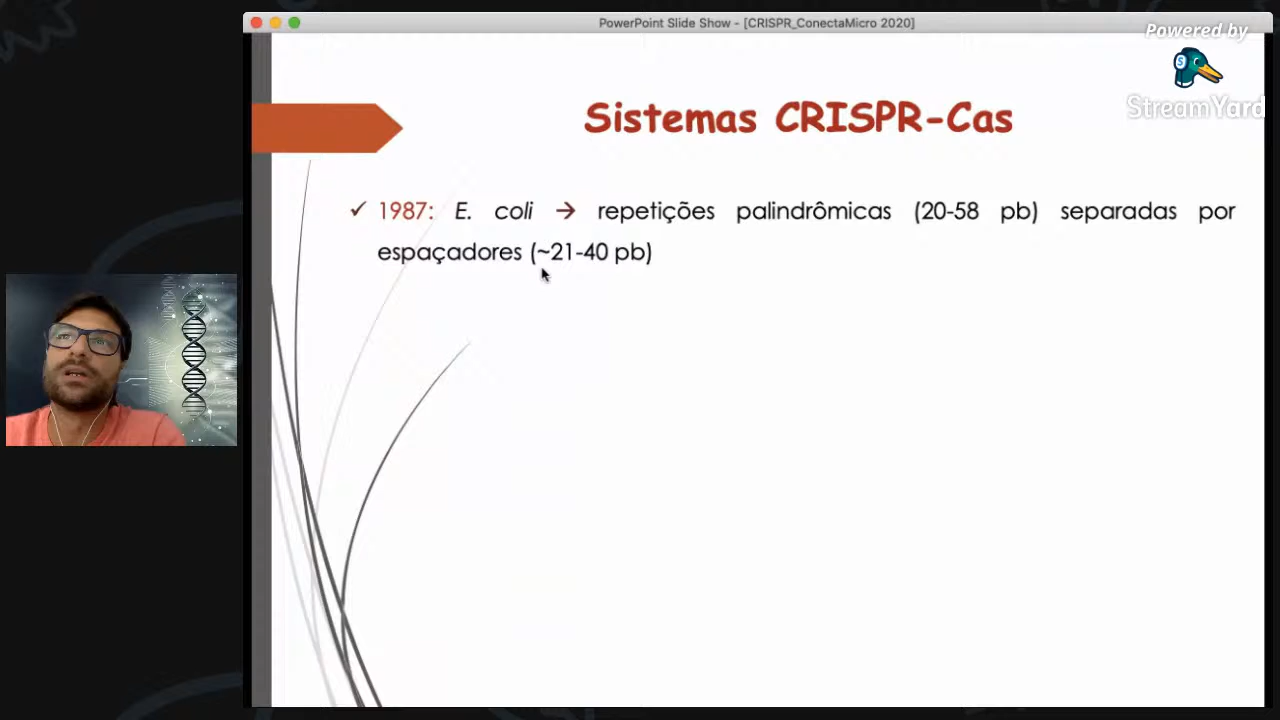 PowerPoint Slide Show - [CRISPR_ConectaMicro 2020]
Powered by
S
StreamYard
Sistemas CRISPR-Cas
✓ 1987: E. coli → repetições palindrômicas (20-58 pb) separadas por
espaçadores (~21-40 pb)